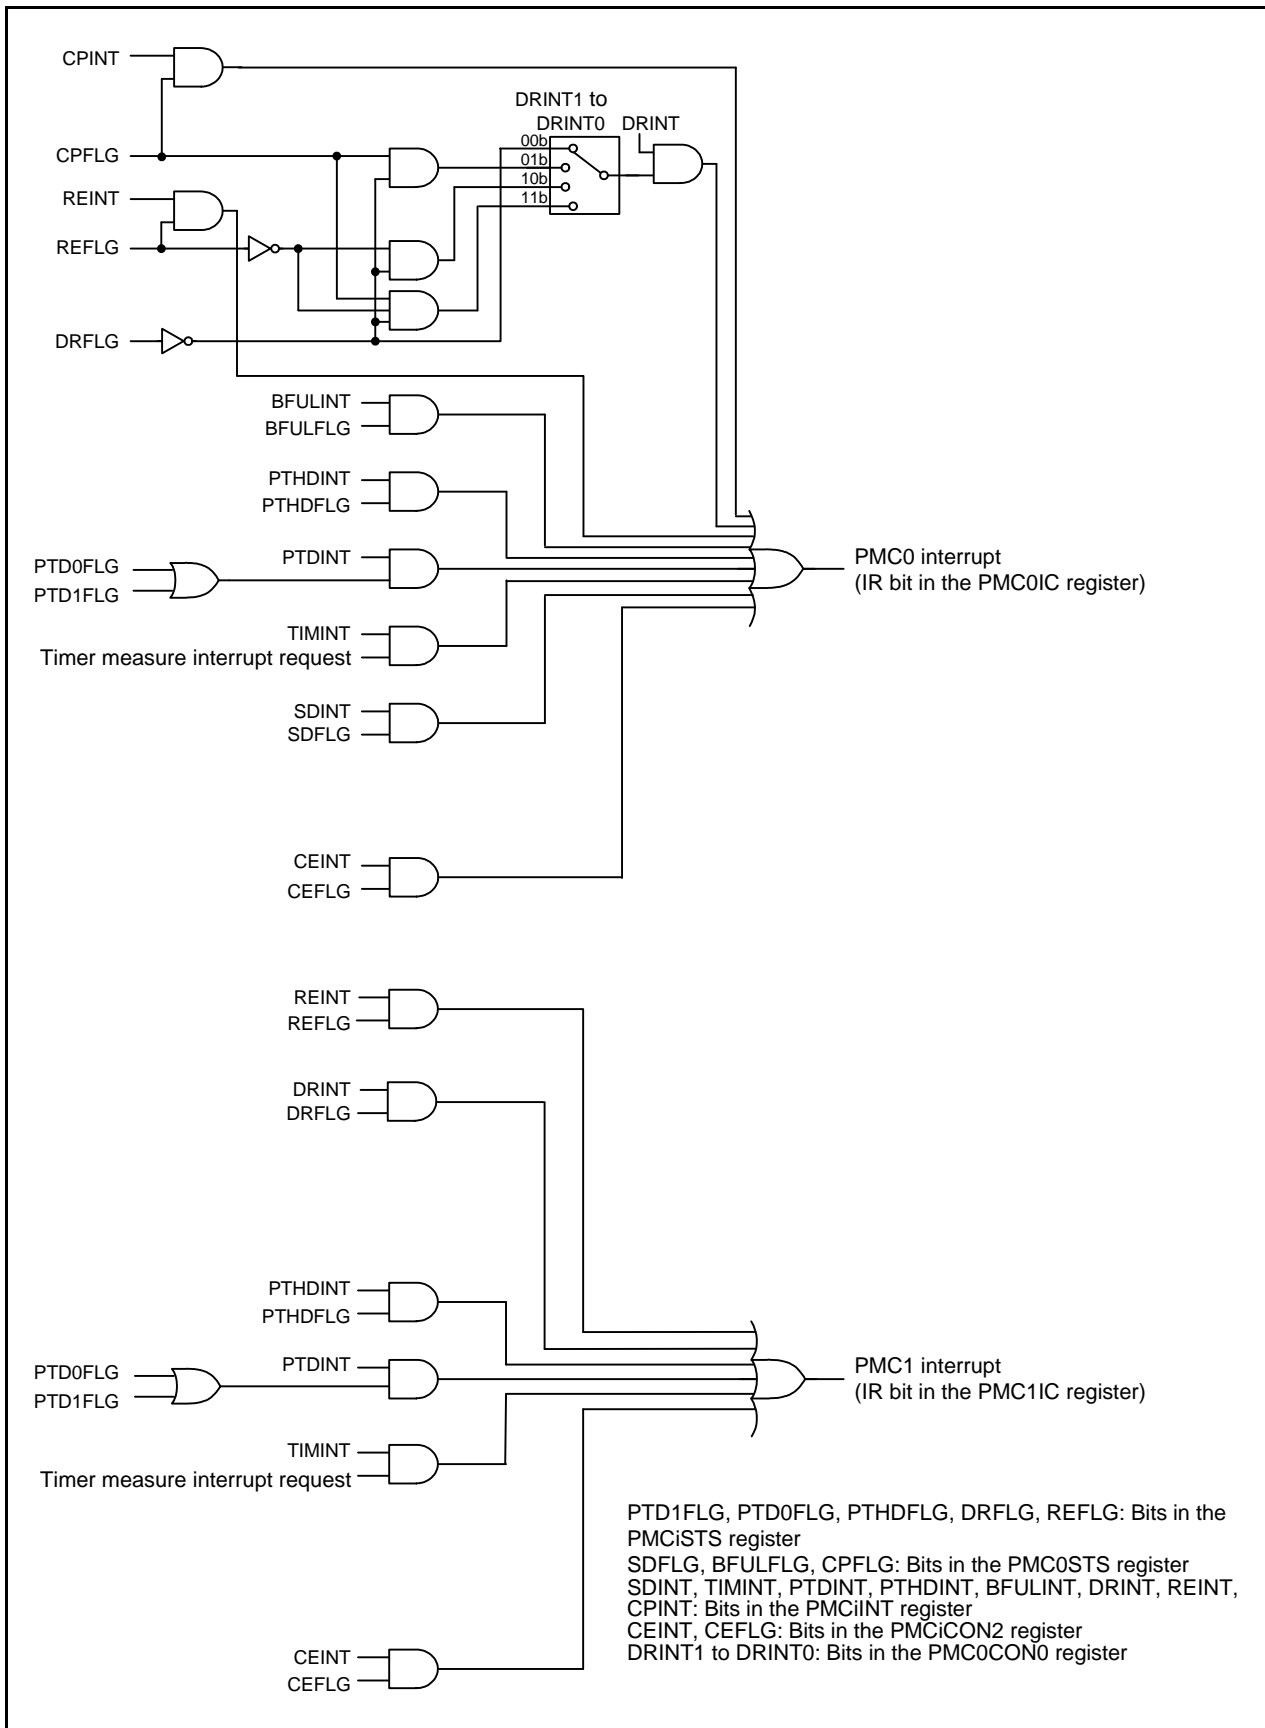 CPINT
DRINT1 to
DRINT0 DRINT
00b
CPFLG
01b
10b
REINT
11b
REFLG
DRFLG
BFULINT
BFULFLG
PTHDINT
PTHDFLG
PTDINT
PTD0FLG
PTD1FLG
PMC0 interrupt
(IR bit in the PMC0IC register)
TIMINT
Timer measure interrupt request
SDINT
SDFLG
CEINT
CEFLG
REINT
REFLG
DRINT
DRFLG
PTHDINT
PTHDFLG
PTDINT
PTD0FLG
PTD1FLG
PMC1 interrupt
(IR bit in the PMC1IC register)
TIMINT
Timer measure interrupt request
PTD1FLG, PTD0FLG, PTHDFLG, DRFLG, REFLG: Bits in the
PMCiSTS register
SDFLG, BFULFLG, CPFLG: Bits in the PMC0STS register
SDINT, TIMINT, PTDINT, PTHDINT, BFULINT, DRINT, REINT,
CPINT: Bits in the PMCiINT register
CEINT, CEFLG: Bits in the PMCiCON2 register
DRINT1 to DRINT0: Bits in the PMC0CON0 register
CEINT
CEFLG